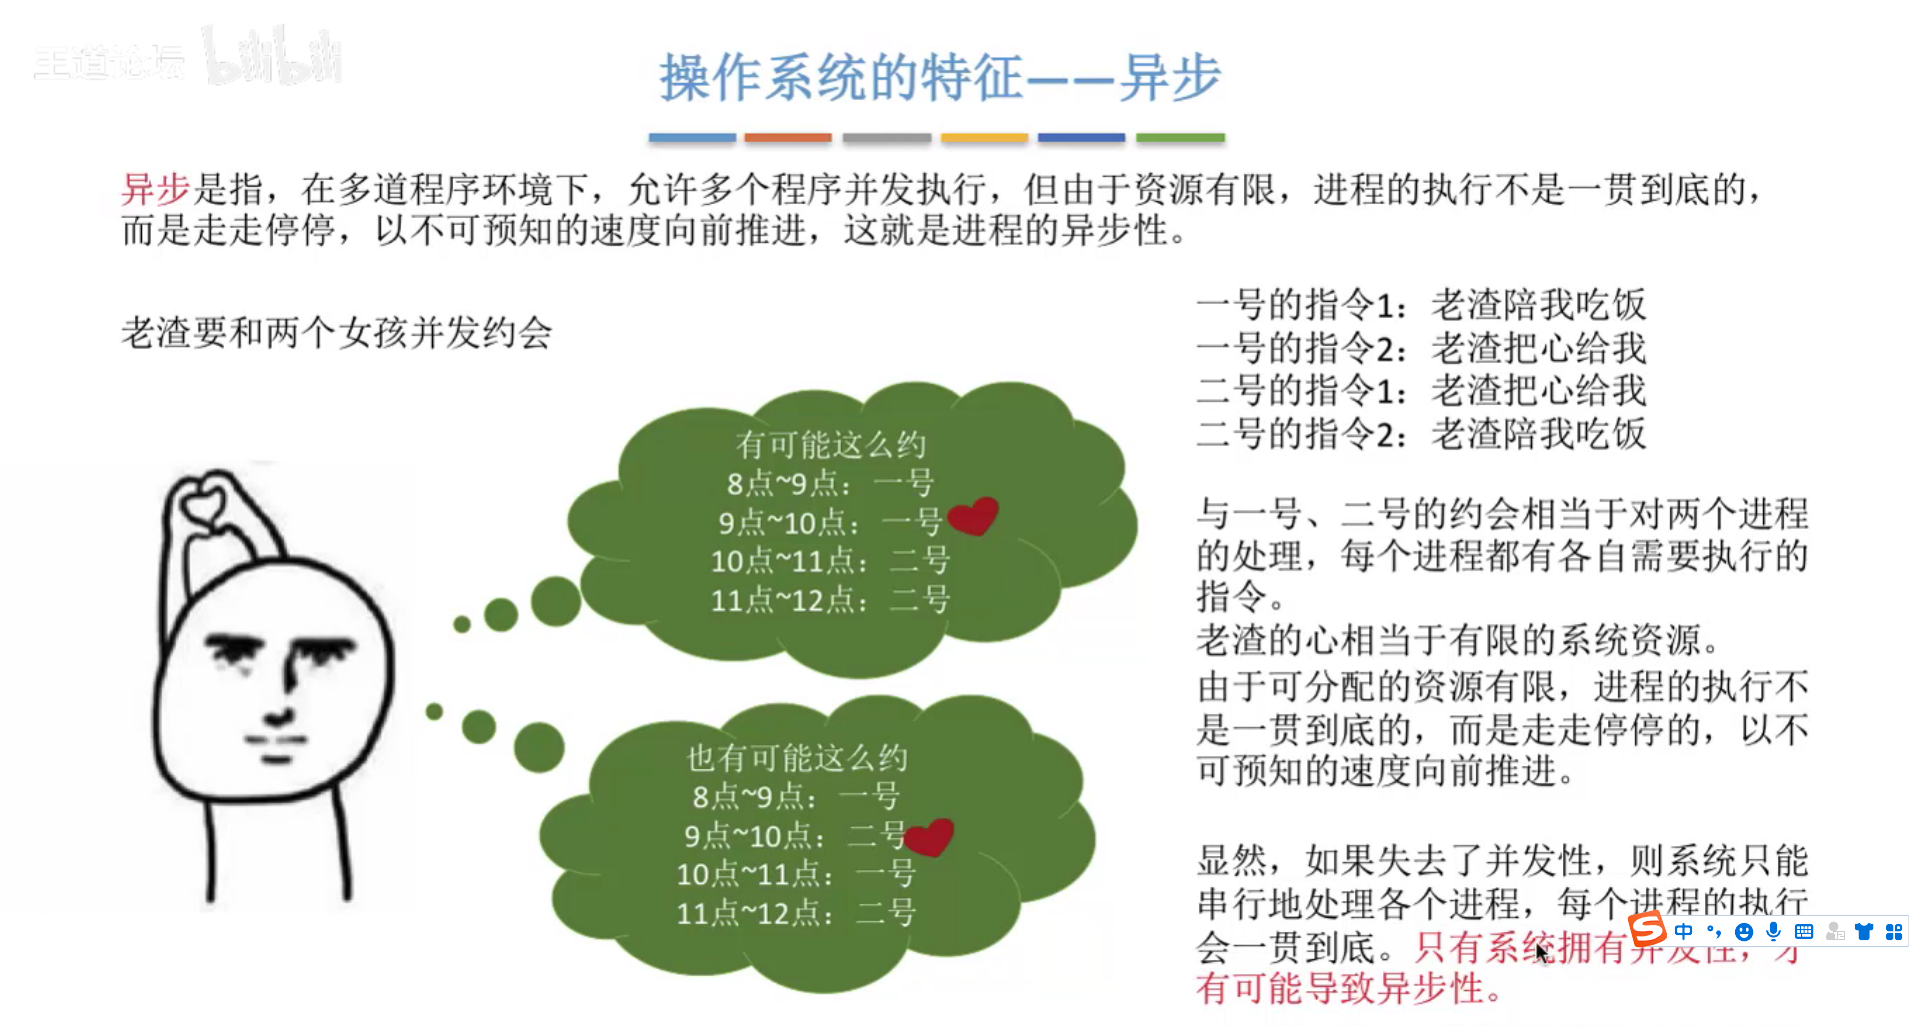 王道论坛 bilibili
操作系统的特征——异步
异步是指，在多道程序环境下，允许多个程序并发执行，但由于资源有限，进程的执行不是一贯到底的，
而是走走停停，以不可预知的速度向前推进，这就是进程的异步性。
老渣要和两个女孩并发约会
有可能这么约
8点~9点：一号
9点~10点：一号
10点~11点：二号
11点~12点：二号
也有可能这么约
8点~9点：一号
9点~10点：二号
10点~11点：一号
11点~12点：二号
一号的指令1：老渣陪我吃饭
一号的指令2：老渣把心给我
二号的指令1：老渣把心给我
二号的指令2：老渣陪我吃饭
与一号、二号的约会相当于对两个进程
的处理，每个进程都有各自需要执行的
指令。
老渣的心相当于有限的系统资源。
由于可分配的资源有限，进程的执行不
是一贯到底的，而是走走停停的，以不
可预知的速度向前推进。
显然，如果失去了并发性，则系统只能
串行地处理各个进程，每个进程的执行
会一贯到底。只有系统拥有并发性，才
有可能导致异步性。
中